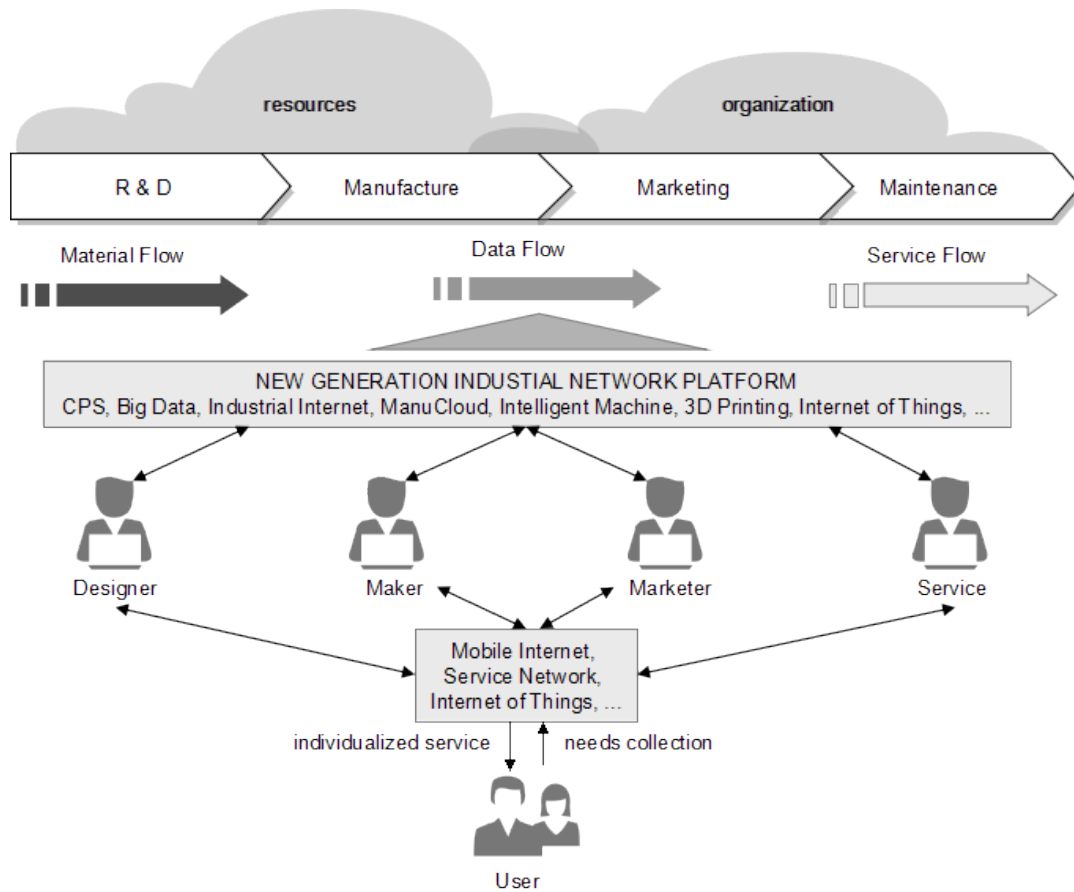 resources
organization
R & D
Manufacture
Marketing
Maintenance
Material Flow
Data Flow
Service Flow
NEW GENERATION INDUSTIAL NETWORK PLATFORM
CPS, Big Data, Industrial Internet, ManuCloud, Intelligent Machine, 3D Printing, Internet of Things, ...
Designer
Maker
Marketer
Service
Mobile Internet,
Service Network,
Internet of Things, ...
individualized service
needs collection
User